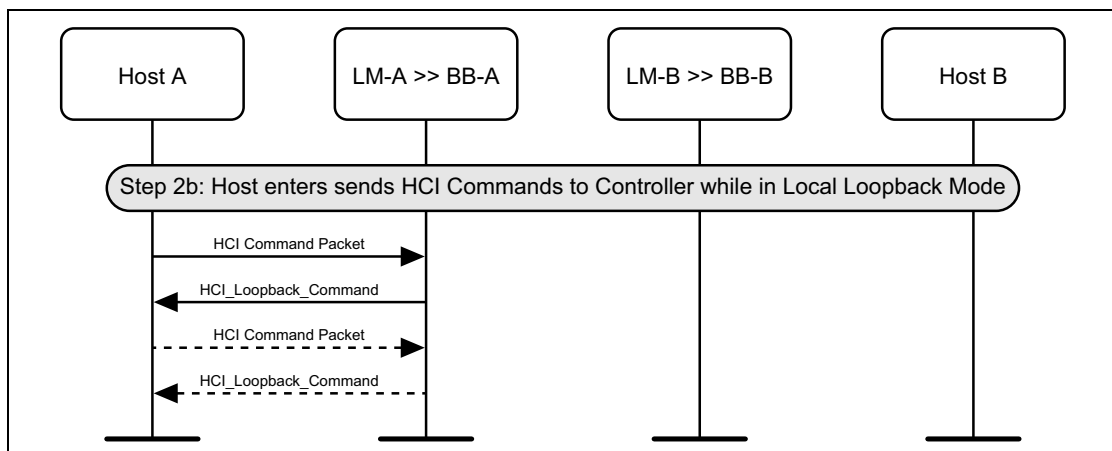 Host A
LM-A >> BB-A
LM-B >> BB-B
Host B
Step 2b: Host enters sends HCI Commands to Controller while in Local Loopback Mode
HCI Command Packet
HCI_Loopback_Command
HCI Command Packet
HCI_Loopback_Command